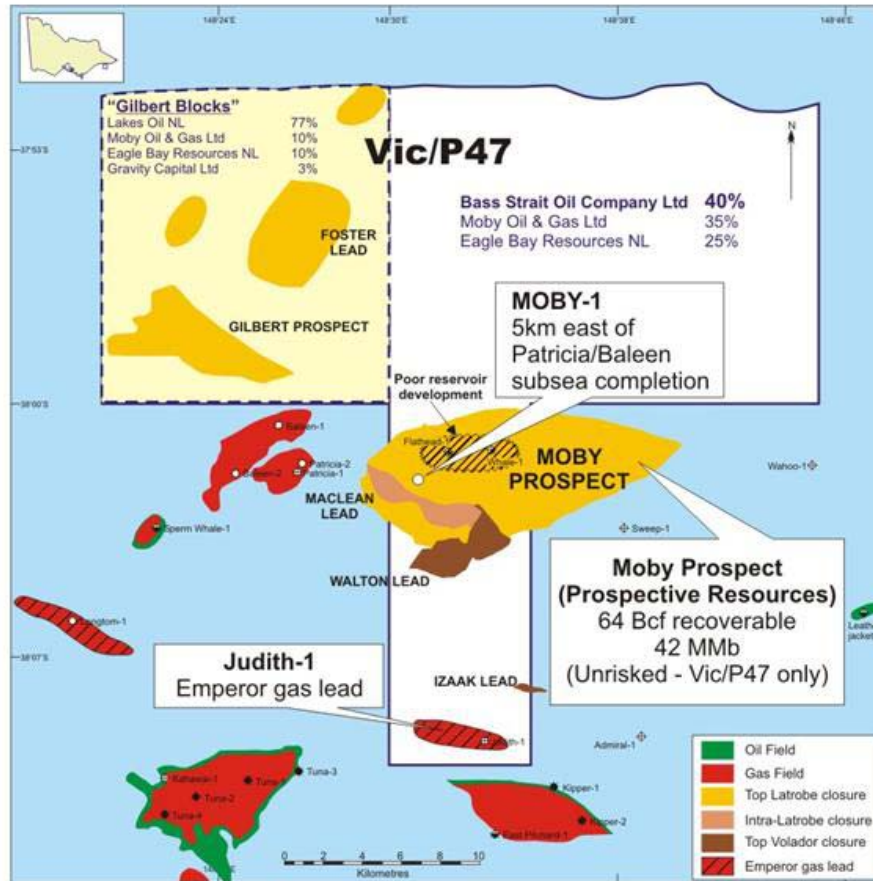 148°24'E
148°30'E
148°38'E
148°46'E
"Gilbert Blocks"
Lakes Oil NL 77%
Moby Oil & Gas Ltd 10%
Eagle Bay Resources NL 10%
Gravity Capital Ltd 3%
Vic/P47
N
37°53'S
Bass Strait Oil Company Ltd 40%
Moby Oil & Gas Ltd 35%
Eagle Bay Resources NL 25%
FOSTER
LEAD
GILBERT PROSPECT
MOBY-1
5km east of
Patricia/Baleen
subsea completion
Poor reservoir
development
38°00'S
Baleen-1
Flathead-1
Whale-1
MOBY
PROSPECT
Patricia-2
Patricia-1
Baleen-2
Wahoo-1
MACLEAN
LEAD
Sperm Whale-1
Sweep-1
WALTON LEAD
Moby Prospect
(Prospective Resources)
64 Bcf recoverable
42 MMb
(Unrisked - Vic/P47 only)
Longtom-1
Leather
jacket
38°07'S
Judith-1
Emperor gas lead
IZAAK LEAD
Judith-1
Admiral-1
Tuna-3
Kathawar-1
Tuna-2
Tuna-4
Kipper-1
Kipper-2
East Pilchard-1
Oil Field
Gas Field
Top Latrobe closure
Intra-Latrobe closure
Top Volador closure
Emperor gas lead
0 2 4 6 8 10
Kilometres